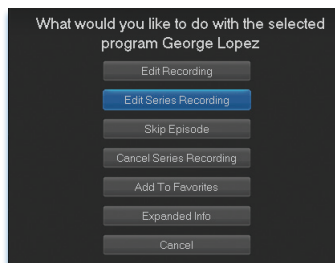 What would you like to do with the selected
program George Lopez
Edit Recording
Edit Series Recording
Skip Episode
Cancel Series Recording
Add To Favorites
Expanded Info
Cancel